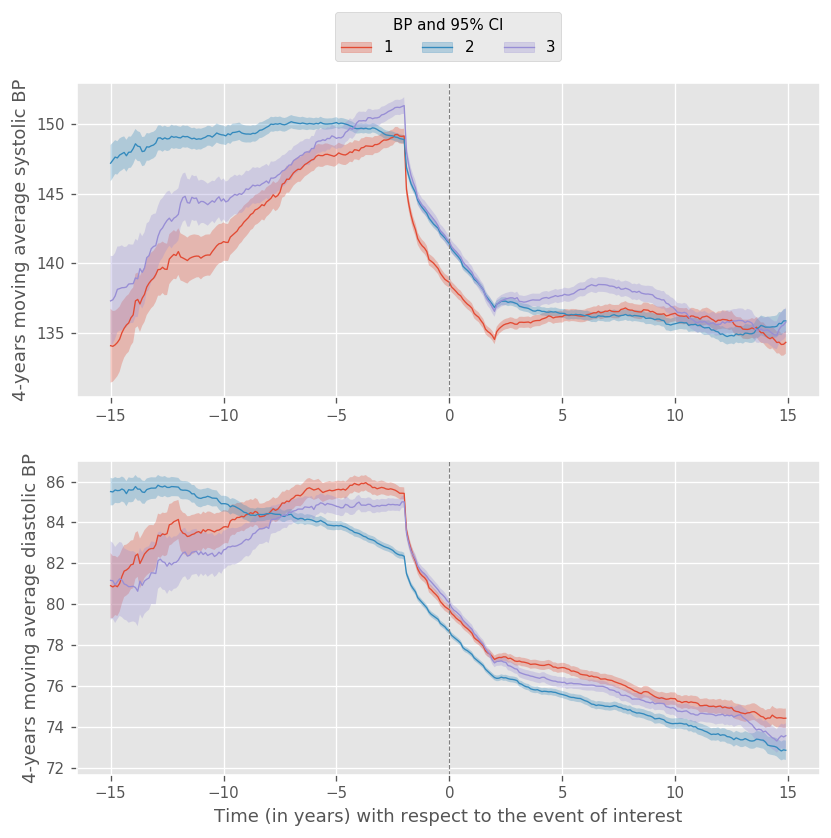 BP and 95% CI
1 2 3
4-years moving average systolic BP
150
145
140
135
−15 −10 −5 0 5 10 15
4-years moving average diastolic BP
86
84
82
80
78
76
74
72
−15 −10 −5 0 5 10 15
Time (in years) with respect to the event of interest